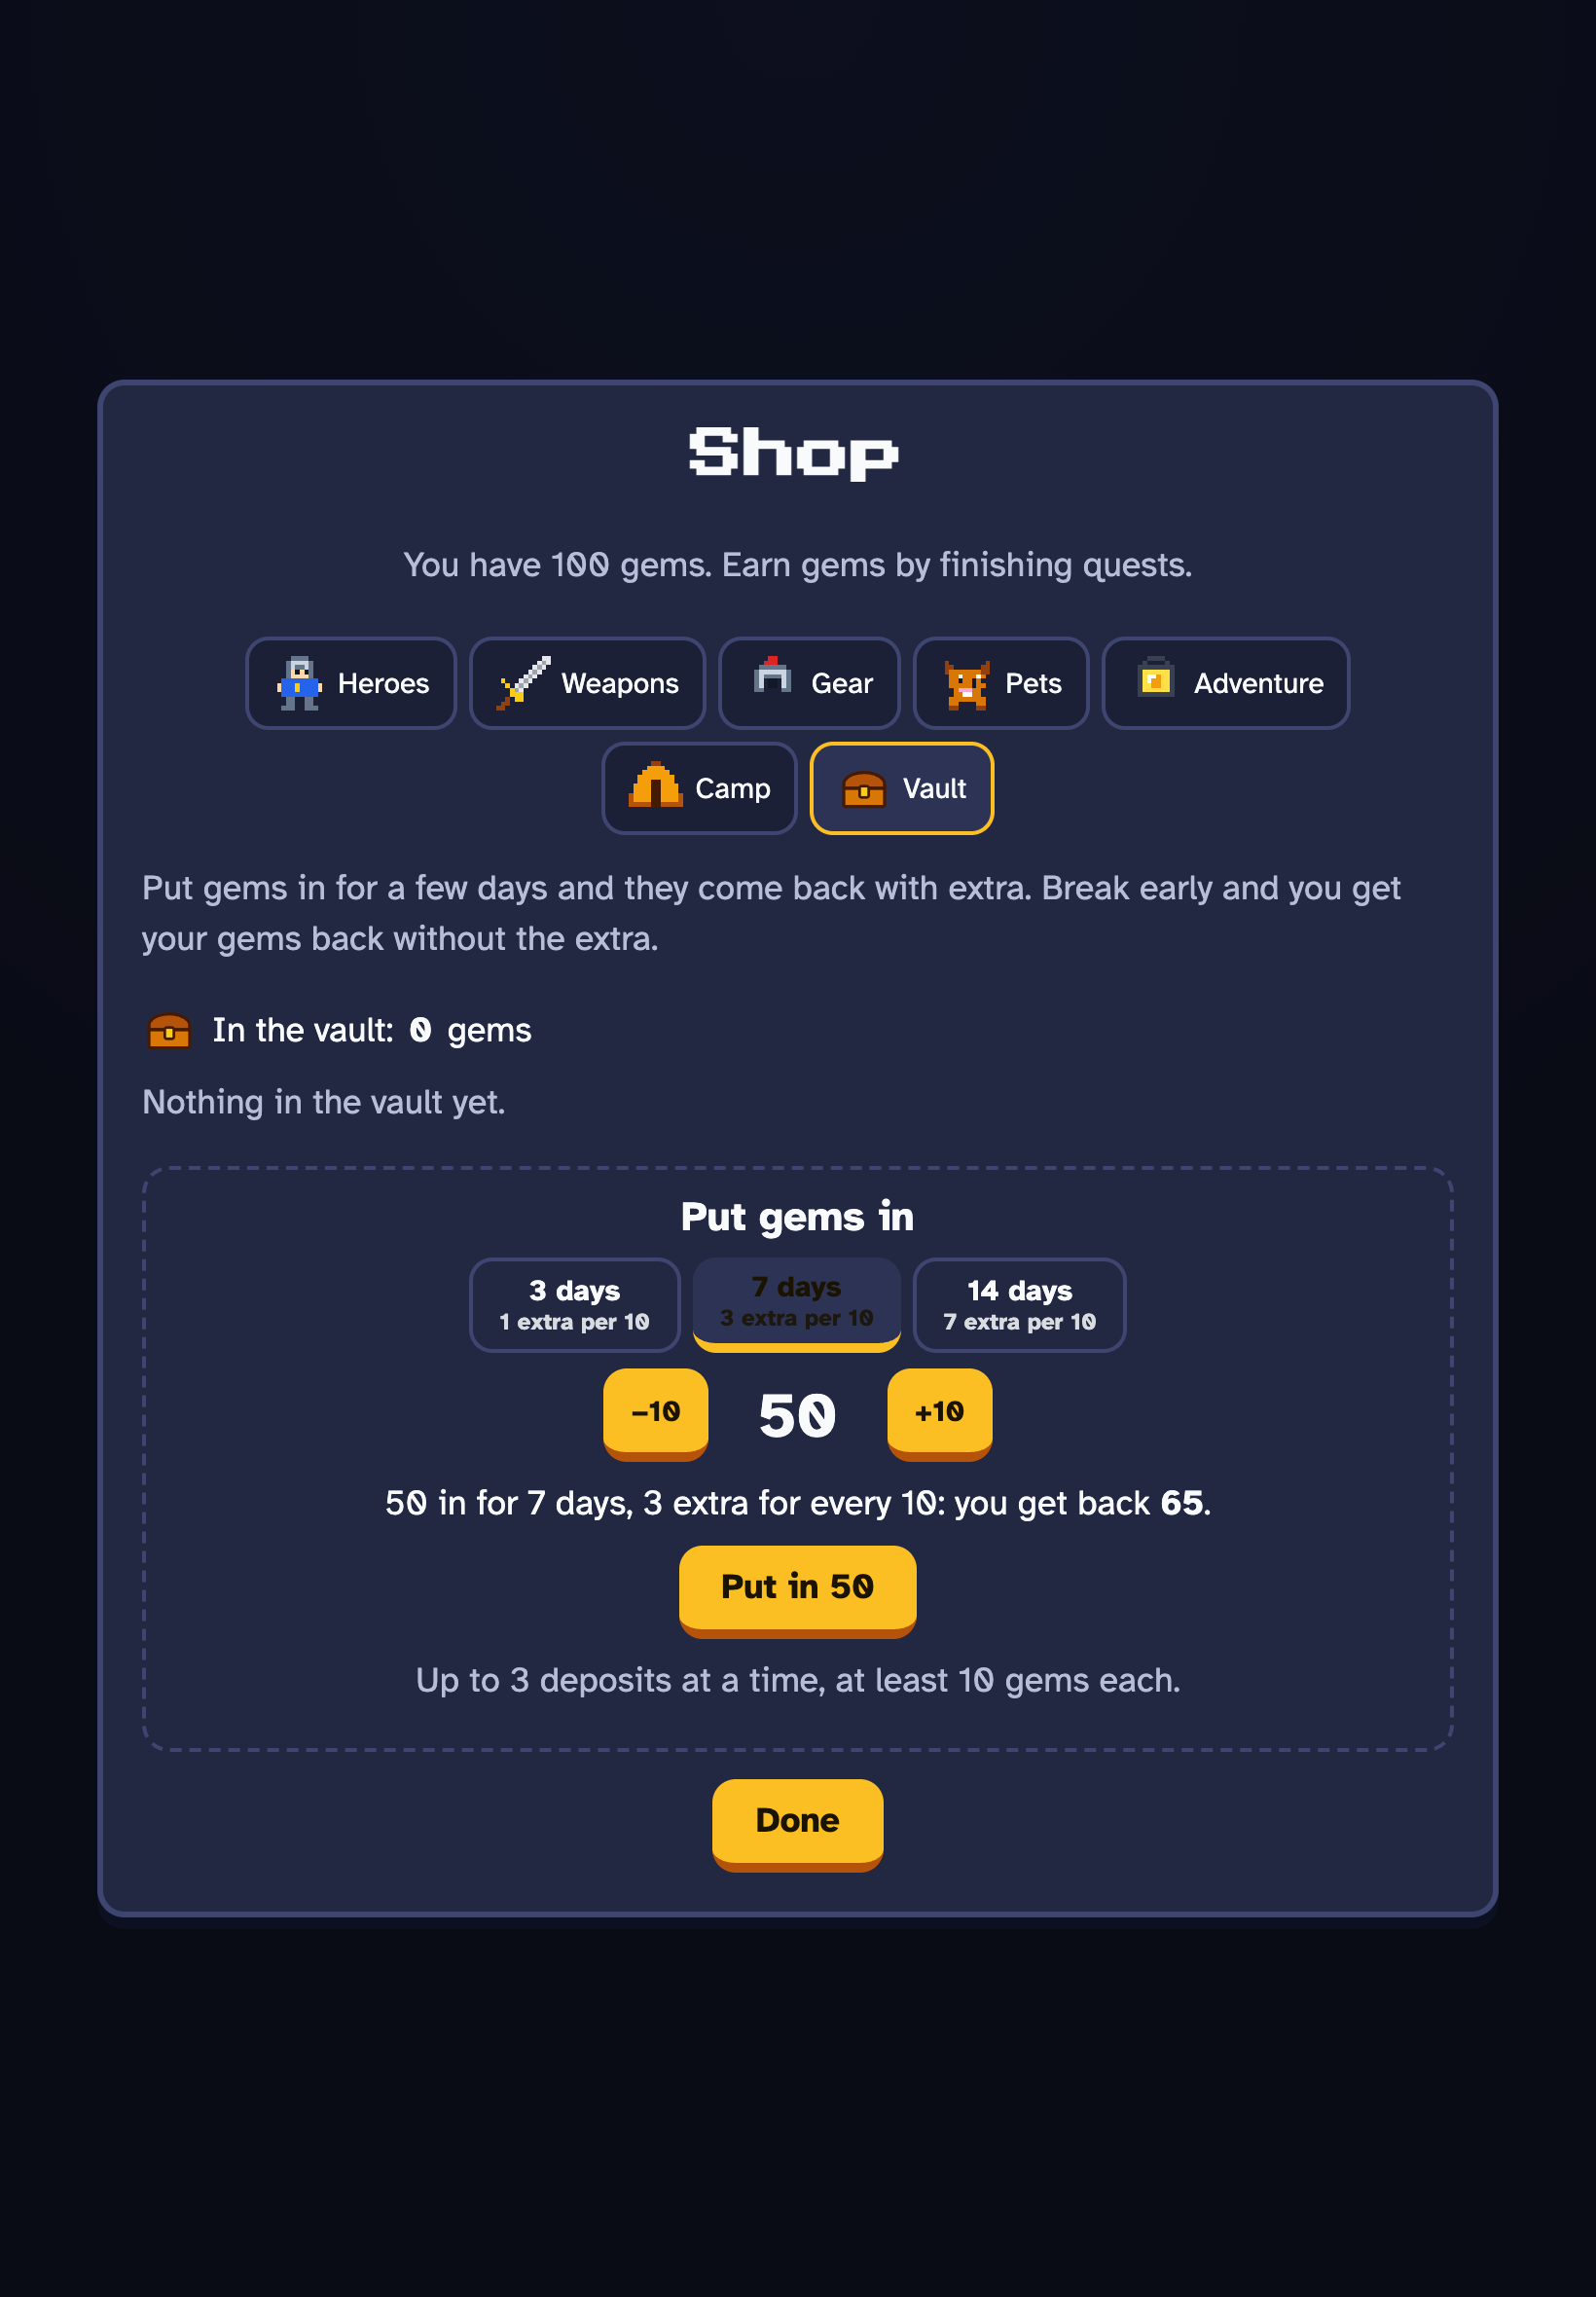 Shop
You have 100 gems. Earn gems by finishing quests.
Heroes
Weapons
Gear
Pets
Adventure
Camp
Vault
Put gems in for a few days and they come back with extra. Break early and you get
your gems back without the extra.
In the vault: 0 gems
Nothing in the vault yet.
Put gems in
3 days
1 extra per 10
7 days
3 extra per 10
14 days
7 extra per 10
−10
50
+10
50 in for 7 days, 3 extra for every 10: you get back 65.
Put in 50
Up to 3 deposits at a time, at least 10 gems each.
Done